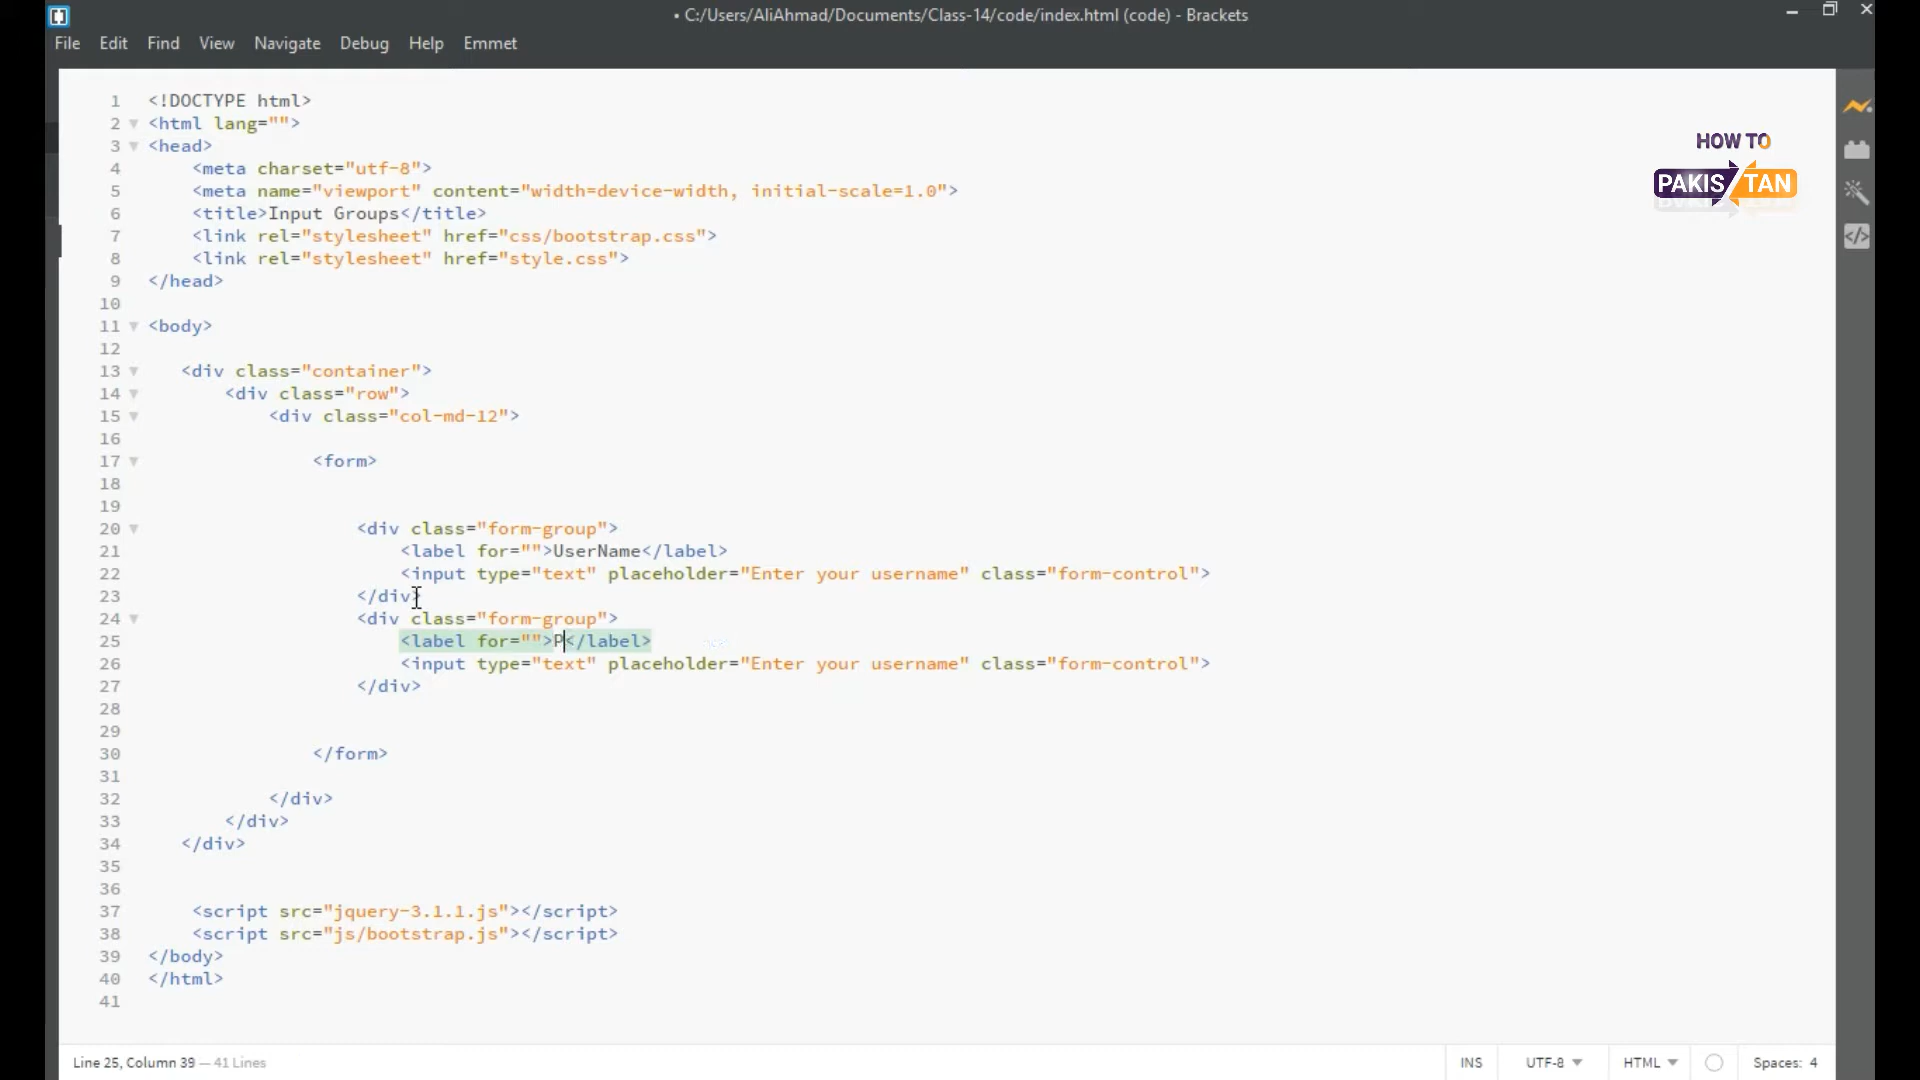 • C:/Users/AliAhmad/Documents/Class-14/code/index.html (code) - Brackets
File Edit Find View Navigate Debug Help Emmet
HOW TO
PAKISTAN
1 <!DOCTYPE html>
2 <html lang="">
3 <head>
4 <meta charset="utf-8">
5 <meta name="viewport" content="width=device-width, initial-scale=1.0">
6 <title>Input Groups</title>
7 <link rel="stylesheet" href="css/bootstrap.css">
8 <link rel="stylesheet" href="style.css">
9 </head>
10
11 <body>
12
13 <div class="container">
14 <div class="row">
15 <div class="col-md-12">
16
17 <form>
18
19
20 <div class="form-group">
21 <label for="">UserName</label>
22 <input type="text" placeholder="Enter your username" class="form-control">
23 </div>
24 <div class="form-group">
25 <label for="">P</label>
26 <input type="text" placeholder="Enter your username" class="form-control">
27 </div>
28
29
30 </form>
31
32 </div>
33 </div>
34 </div>
35
36
37 <script src="jquery-3.1.1.js"></script>
38 <script src="js/bootstrap.js"></script>
39 </body>
40 </html>
41
Line 25, Column 39 — 41 Lines
INS UTF-8 HTML Spaces: 4